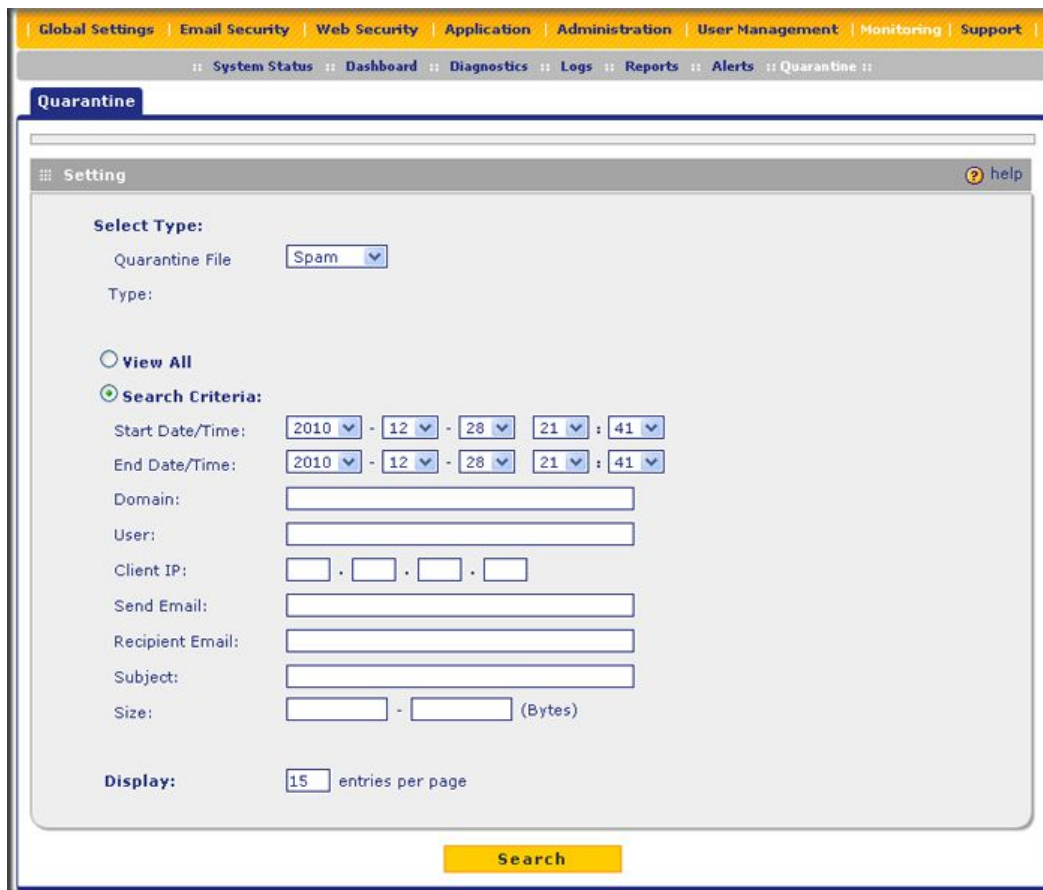 | Global Settings | Email Security | Web Security | Application | Administration | User Management | Monitoring | Support |
:: System Status :: Dashboard :: Diagnostics :: Logs :: Reports :: Alerts :: Quarantine ::
Quarantine
Setting ? help
Select Type:
Quarantine File Spam
Type:
View All
Search Criteria:
Start Date/Time: 2010 - 12 - 28 21 : 41
End Date/Time: 2010 - 12 - 28 21 : 41
Domain:
User:
Client IP: . . .
Send Email:
Recipient Email:
Subject:
Size: - (Bytes)
Display: 15 entries per page
Search